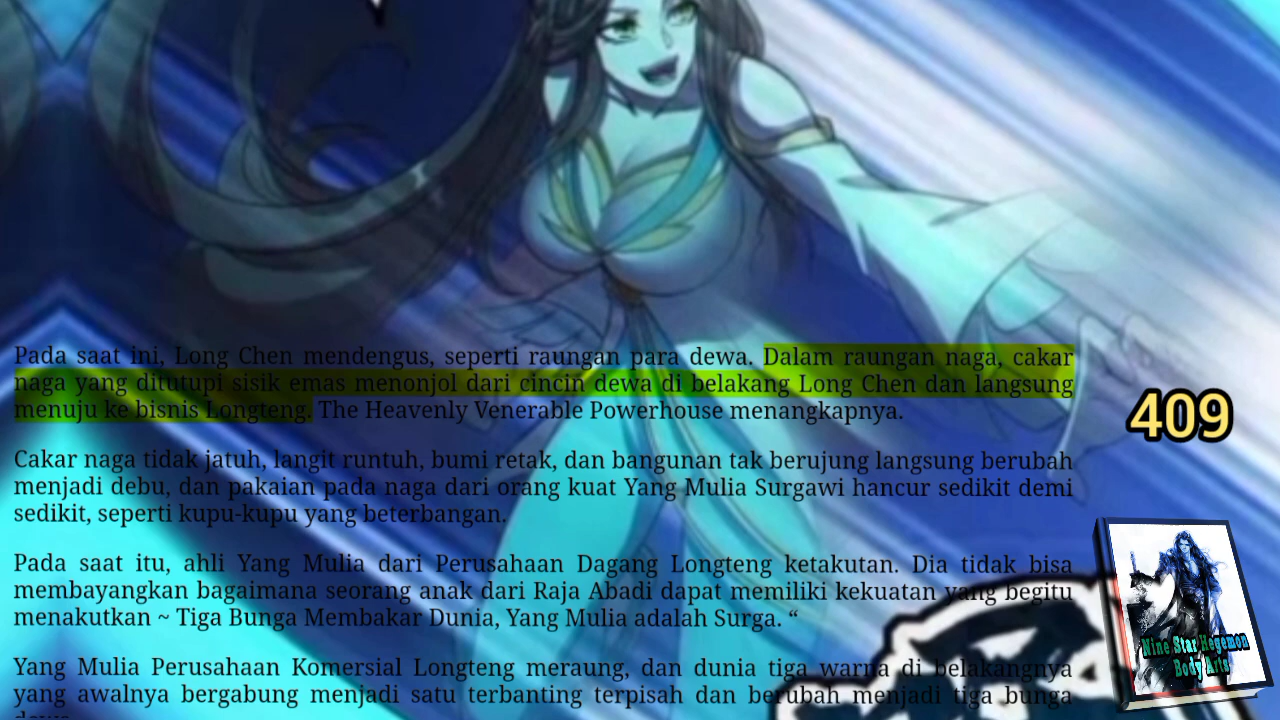 Pada saat ini, Long Chen mendengus, seperti raungan para dewa. Dalam raungan naga, cakar
naga yang ditutupi sisik emas menonjol dari cincin dewa di belakang Long Chen dan langsung
menuju ke bisnis Longteng. The Heavenly Venerable Powerhouse menangkapnya.
Cakar naga tidak jatuh, langit runtuh, bumi retak, dan bangunan tak berujung langsung berubah
menjadi debu, dan pakaian pada naga dari orang kuat Yang Mulia Surgawi hancur sedikit demi
sedikit, seperti kupu-kupu yang beterbangan.
Pada saat itu, ahli Yang Mulia dari Perusahaan Dagang Longteng ketakutan. Dia tidak bisa
membayangkan bagaimana seorang anak dari Raja Abadi dapat memiliki kekuatan yang begitu
menakutkan ~ Tiga Bunga Membakar Dunia, Yang Mulia adalah Surga. “
Yang Mulia Perusahaan Komersial Longteng meraung, dan dunia tiga warna di belakangnya
yang awalnya bergabung menjadi satu terbanting terpisah dan berubah menjadi tiga bunga
409
Nine Star Hegemon
Body Arts